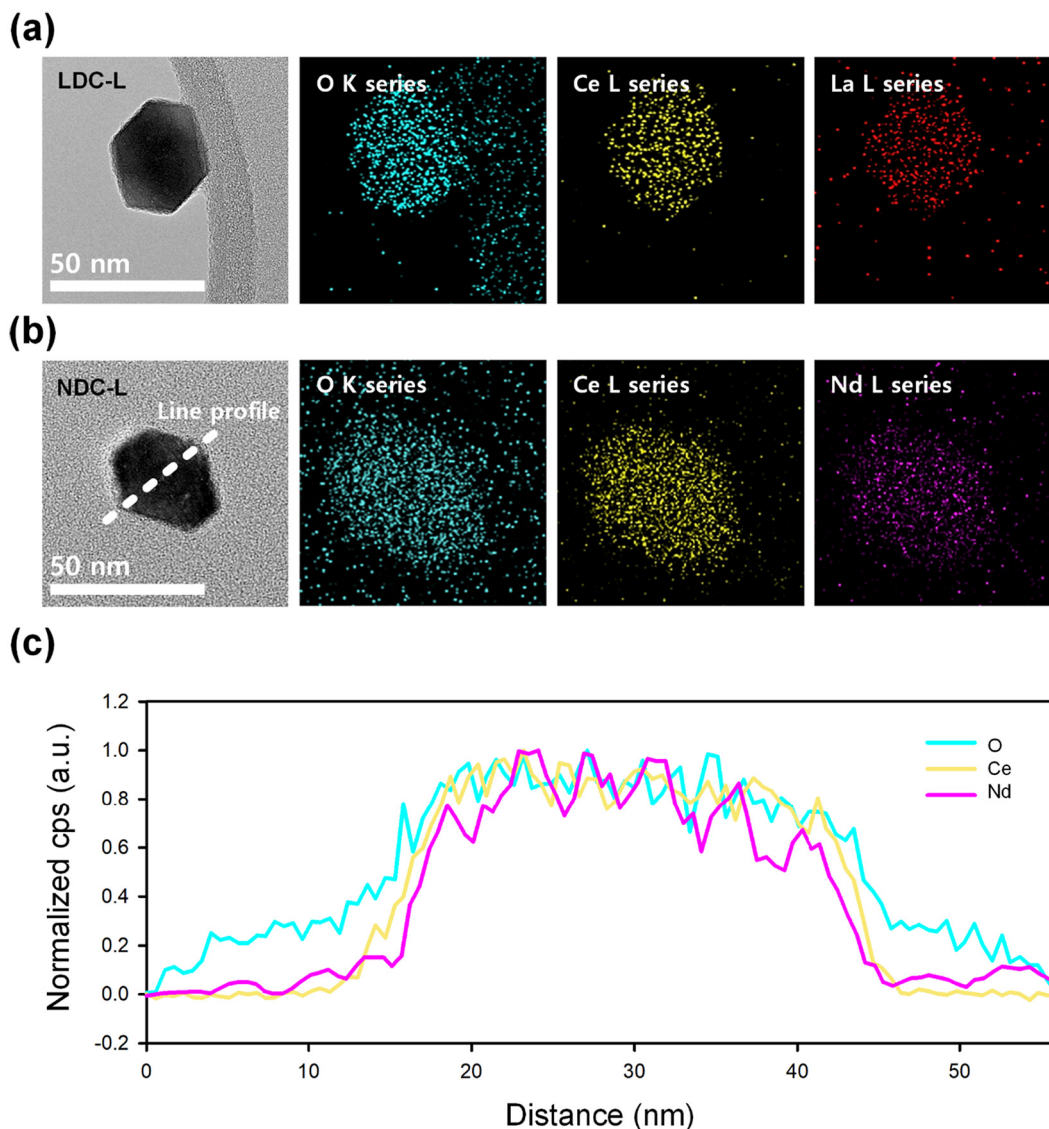 (a)
LDC-L
50 nm
O K series
Ce L series
La L series
(b)
NDC-L
Line profile
50 nm
O K series
Ce L series
Nd L series
(c)
Normalized cps (a.u.)
1.2
1.0
0.8
0.6
0.4
0.2
0.0
-0.2
O
Ce
Nd
0
10
20
30
40
50
Distance (nm)